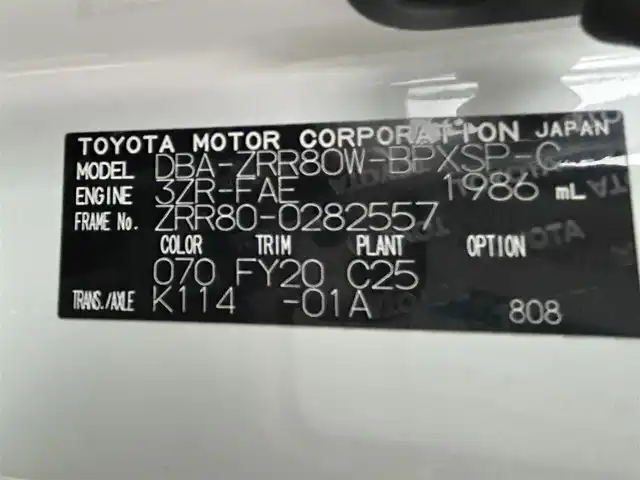 TOYOTA MOTOR CORPORATION JAPAN
MODEL DBA-ZRR80W-BPXSP-C
ENGINE 3ZR-FAE 1986 mL
FRAME No. ZRR80-0282557
COLOR TRIM PLANT OPTION
070 FY20 C25
TRANS./AXLE K114 -01A 808